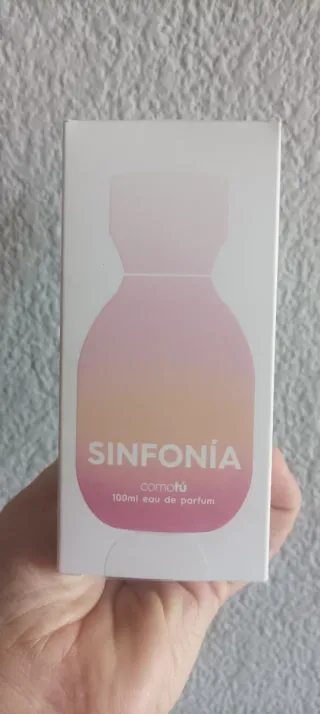 SINFONÍA
comotú
100ml eau de parfum